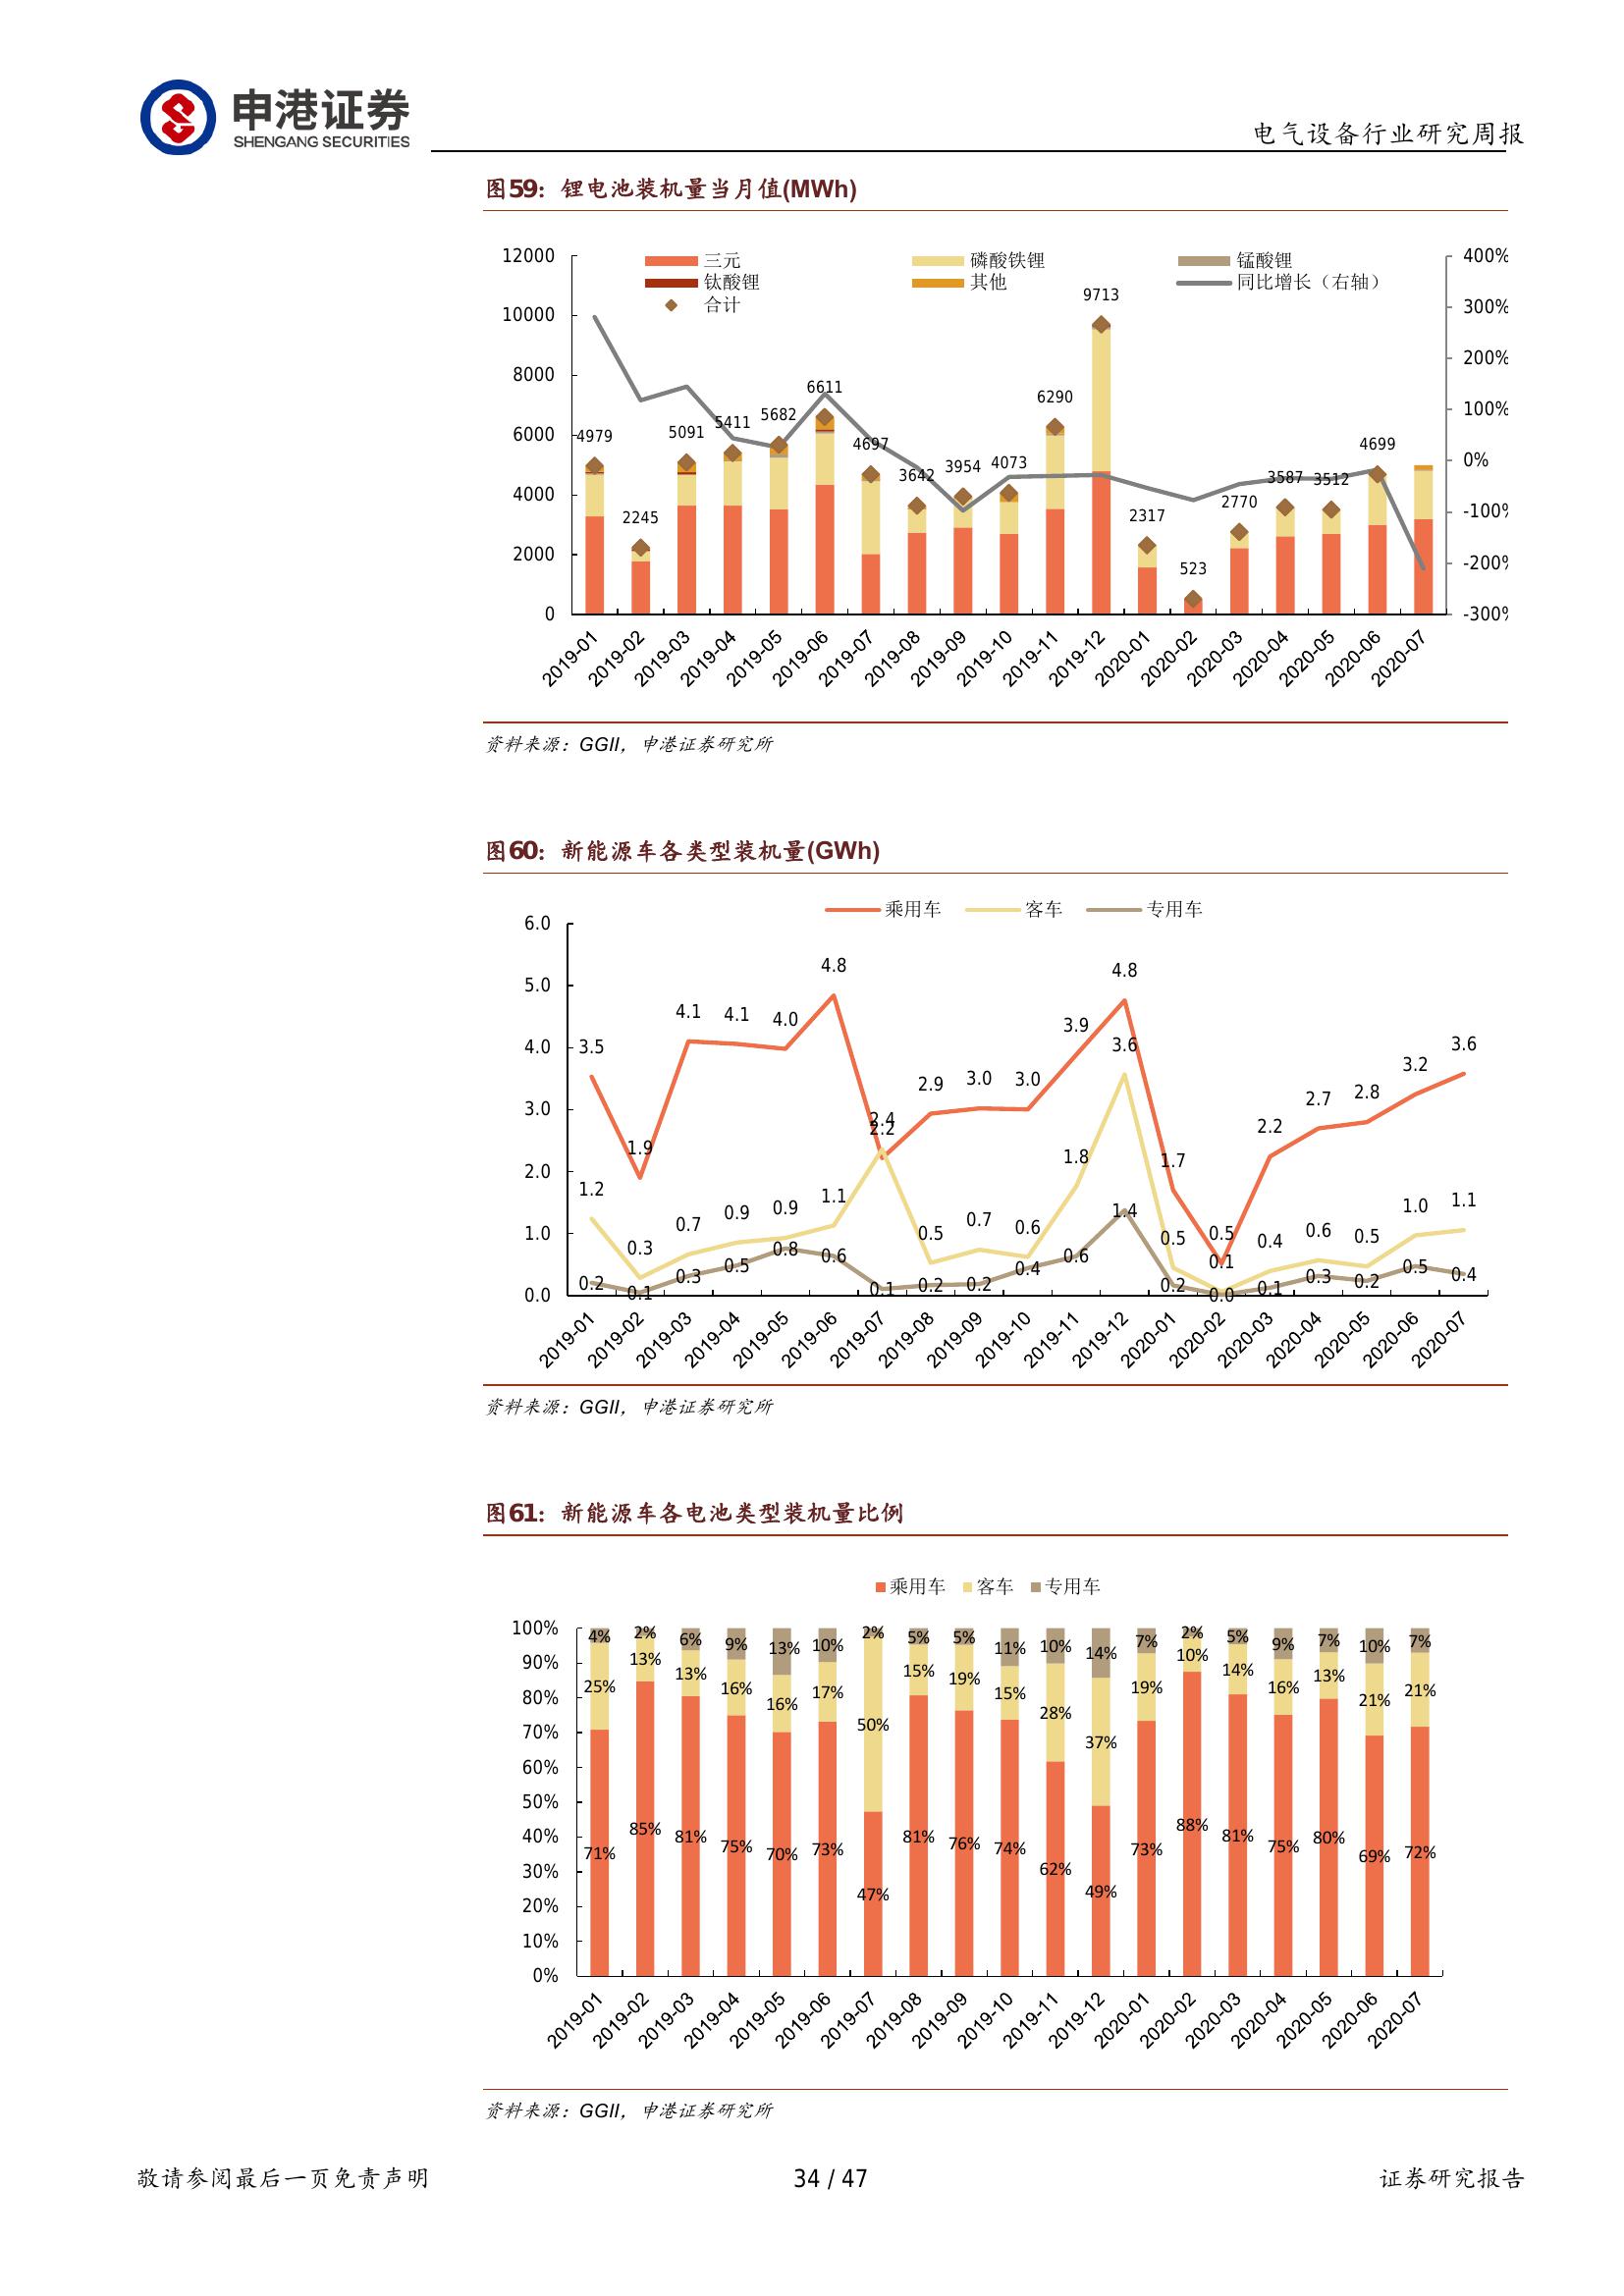 申港证券
SHENGANG SECURITIES
电气设备行业研究周报
图59：锂电池装机量当月值(MWh)
三元 磷酸铁锂 锰酸锂
钛酸锂 其他 同比增长（右轴）
合计
12000 10000 8000 6000 4000 2000 0
400% 300% 200% 100% 0% -100% -200% -300%
4979 2245 5091 5411 5682 6611 4697 3642 3954 4073 6290 9713 2317 523 2770 3587 3512 4699
2019-01 2019-02 2019-03 2019-04 2019-05 2019-06 2019-07 2019-08 2019-09 2019-10 2019-11 2019-12 2020-01 2020-02 2020-03 2020-04 2020-05 2020-06 2020-07
资料来源：GGII，申港证券研究所
图60：新能源车各类型装机量(GWh)
乘用车 客车 专用车
6.0 5.0 4.0 3.0 2.0 1.0 0.0
3.5 1.9 4.1 4.1 4.0 4.8 2.2 2.9 3.0 3.0 3.9 4.8 1.7 0.5 2.2 2.7 2.8 3.2 3.6
1.2 0.3 0.7 0.9 0.9 1.1 2.4 0.5 0.7 0.6 1.8 3.6 0.5 0.1 0.4 0.6 0.5 1.0 1.1
0.2 0.1 0.3 0.5 0.8 0.6 0.1 0.2 0.2 0.4 0.6 1.4 0.2 0.0 0.1 0.3 0.2 0.5 0.4
2019-01 2019-02 2019-03 2019-04 2019-05 2019-06 2019-07 2019-08 2019-09 2019-10 2019-11 2019-12 2020-01 2020-02 2020-03 2020-04 2020-05 2020-06 2020-07
资料来源：GGII，申港证券研究所
图61：新能源车各电池类型装机量比例
乘用车 客车 专用车
100% 90% 80% 70% 60% 50% 40% 30% 20% 10% 0%
4% 2% 6% 9% 13% 10% 2% 5% 5% 11% 10% 14% 7% 2% 5% 9% 7% 10% 7%
25% 13% 13% 16% 16% 17% 50% 15% 19% 15% 28% 37% 19% 10% 14% 16% 13% 21% 21%
71% 85% 81% 75% 70% 73% 47% 81% 76% 74% 62% 49% 73% 88% 81% 75% 80% 69% 72%
2019-01 2019-02 2019-03 2019-04 2019-05 2019-06 2019-07 2019-08 2019-09 2019-10 2019-11 2019-12 2020-01 2020-02 2020-03 2020-04 2020-05 2020-06 2020-07
资料来源：GGII，申港证券研究所
敬请参阅最后一页免责声明
34 / 47
证券研究报告